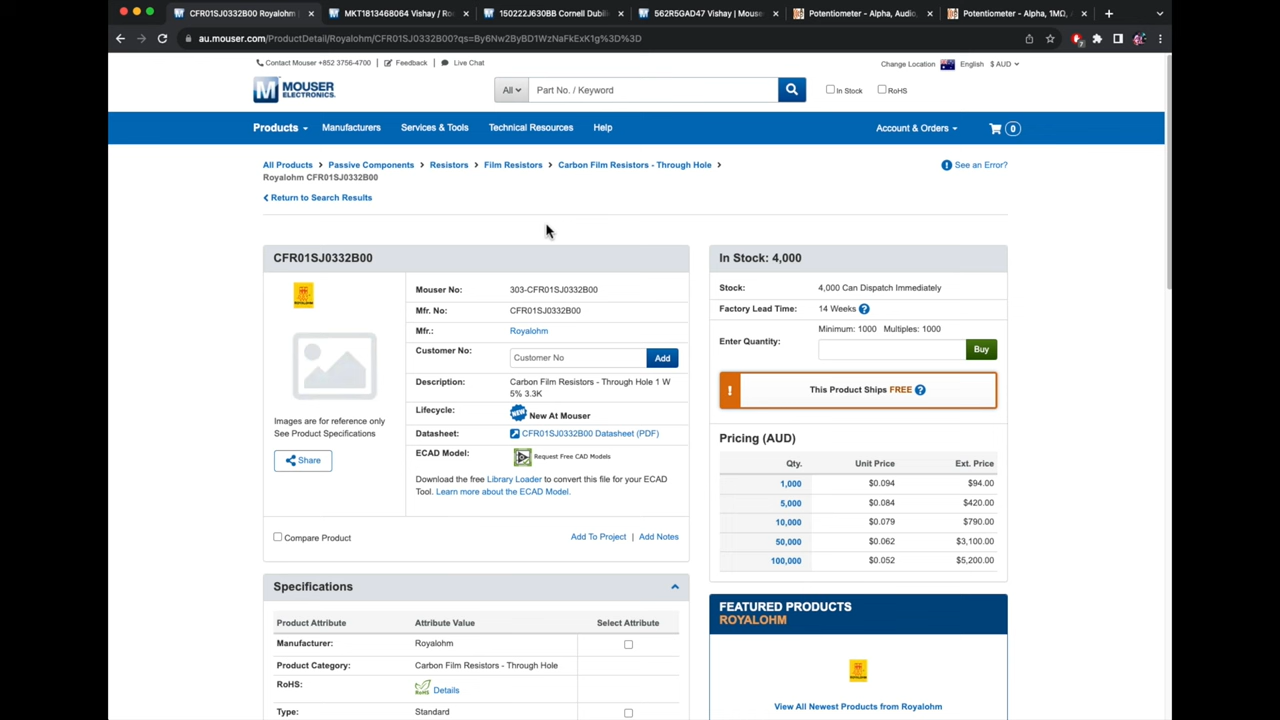 CFR01SJ0332B00 Royalohm
MKT1813468064 Vishay / Ro
150222J630BB Cornell Dubili
562R5GAD47 Vishay | Mouse
Potentiometer - Alpha, Audio,
Potentiometer - Alpha, 1MΩ,
au.mouser.com/ProductDetail/Royalohm/CFR01SJ0332B00?qs=By6Nw2ByBD1WzNaFkExK1g%3D%3D
Contact Mouser +852 3756-4700 | Feedback | Live Chat
Change Location English $ AUD
MOUSER
ELECTRONICS
All
Part No. / Keyword
In Stock
RoHS
Products
Manufacturers
Services & Tools
Technical Resources
Help
Account & Orders
0
All Products > Passive Components > Resistors > Film Resistors > Carbon Film Resistors - Through Hole >
Royalohm CFR01SJ0332B00
See an Error?
Return to Search Results
CFR01SJ0332B00
Images are for reference only
See Product Specifications
Share
Mouser No: 303-CFR01SJ0332B00
Mfr. No: CFR01SJ0332B00
Mfr.: Royalohm
Customer No: Customer No Add
Description: Carbon Film Resistors - Through Hole 1 W
5% 3.3K
Lifecycle: NEW New At Mouser
Datasheet: CFR01SJ0332B00 Datasheet (PDF)
ECAD Model: Request Free CAD Models
Download the free Library Loader to convert this file for your ECAD
Tool. Learn more about the ECAD Model.
Compare Product
Add To Project | Add Notes
In Stock: 4,000
Stock: 4,000 Can Dispatch Immediately
Factory Lead Time: 14 Weeks
Minimum: 1000 Multiples: 1000
Enter Quantity: Buy
! This Product Ships FREE
Pricing (AUD)
Qty. Unit Price Ext. Price
1,000 $0.094 $94.00
5,000 $0.084 $420.00
10,000 $0.079 $790.00
50,000 $0.062 $3,100.00
100,000 $0.052 $5,200.00
Specifications
Product Attribute Attribute Value Select Attribute
Manufacturer: Royalohm
Product Category: Carbon Film Resistors - Through Hole
RoHS: RoHS Details
Type: Standard
FEATURED PRODUCTS
ROYALOHM
View All Newest Products from Royalohm